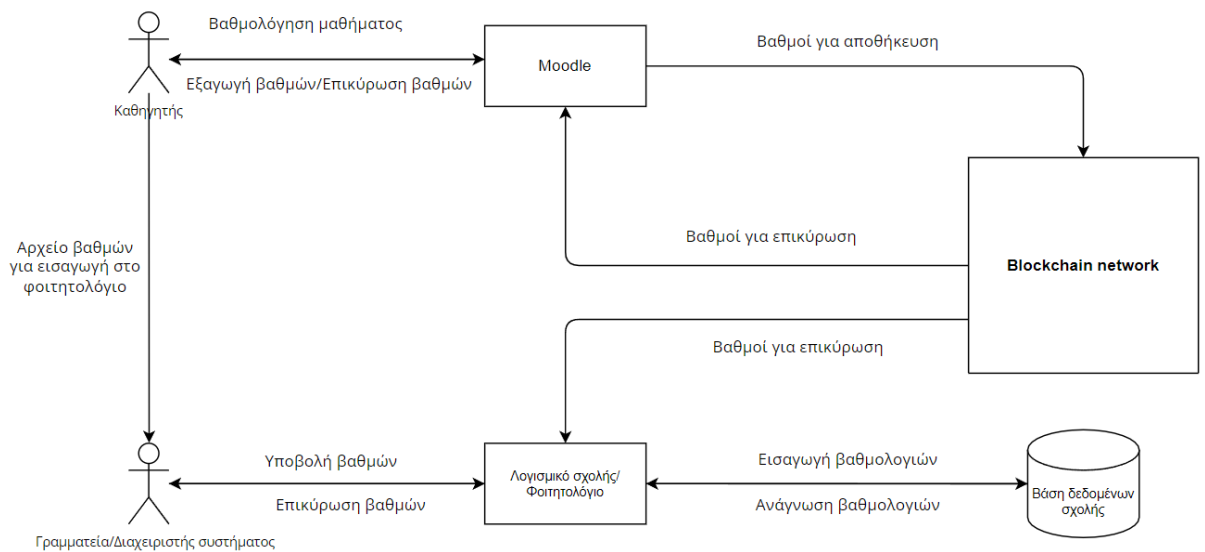 Βαθμολόγηση μαθήματος
Βαθμοί για αποθήκευση
Moodle
Εξαγωγή βαθμών/Επικύρωση βαθμών
Καθηγητής
Βαθμοί για επικύρωση
Αρχείο βαθμών
για εισαγωγή στο
φοιτητολόγιο
Blockchain network
Βαθμοί για επικύρωση
Υποβολή βαθμών
Εισαγωγή βαθμολογιών
Λογισμικό σχολής/
Φοιτητολόγιο
Βάση δεδομένων
σχολής
Επικύρωση βαθμών
Ανάγνωση βαθμολογιών
Γραμματεία/Διαχειριστής συστήματος